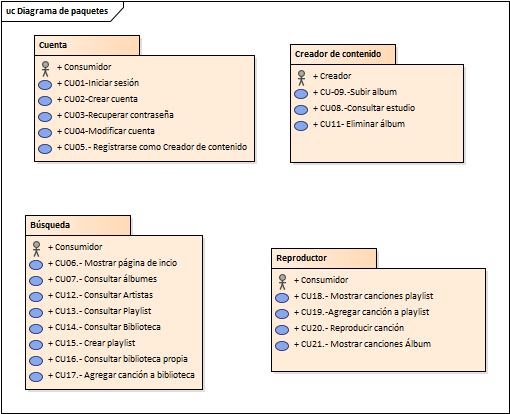 uc Diagrama de paquetes
Cuenta
+ Consumidor
+ CU01-Iniciar sesión
+ CU02-Crear cuenta
+ CU03-Recuperar contraseña
+ CU04-Modificar cuenta
+ CU05.- Registrarse como Creador de contenido
Creador de contenido
+ Creador
+ CU-09.-Subir album
+ CU08.-Consultar estudio
+ CU11- Eliminar álbum
Búsqueda
+ Consumidor
+ CU06.- Mostrar página de incio
+ CU07.- Consultar álbumes
+ CU12.- Consultar Artistas
+ CU13.- Consultar Playlist
+ CU14.- Consultar Biblioteca
+ CU15.- Crear playlist
+ CU16.- Consultar biblioteca propia
+ CU17.- Agregar canción a biblioteca
Reproductor
+ Consumidor
+ CU18.- Mostrar canciones playlist
+ CU19.-Agregar canción a playlist
+ CU20.- Reproducir canción
+ CU21.- Mostrar canciones Álbum